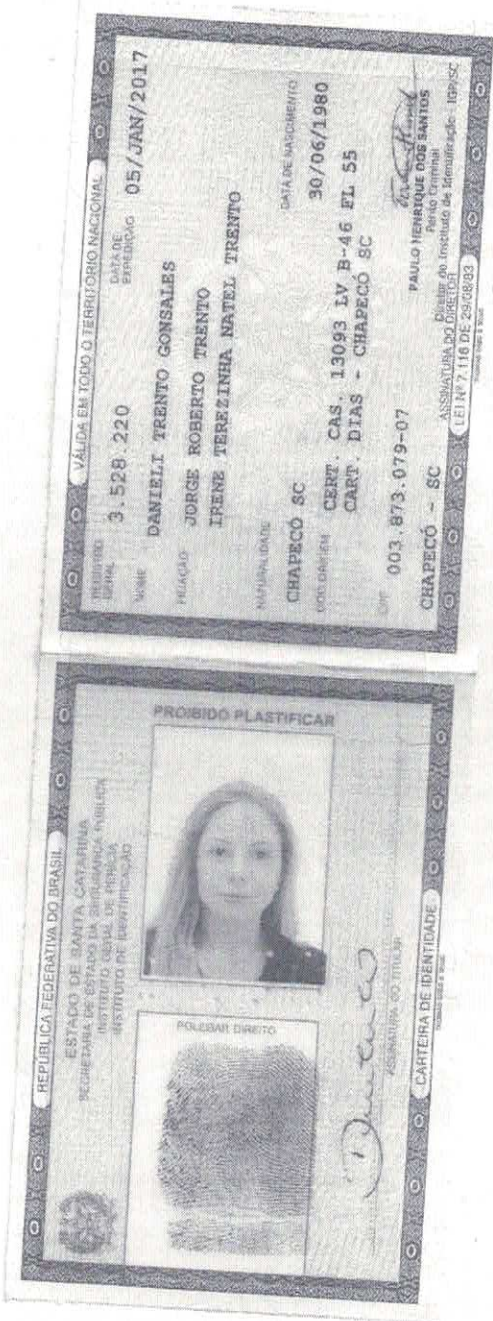 REPÚBLICA FEDERATIVA DO BRASIL
ESTADO DE SANTA CATARINA
SECRETARIA DE ESTADO DA SEGURANÇA PÚBLICA
INSTITUTO GERAL DE PERÍCIA
INSTITUTO DE IDENTIFICAÇÃO
PROIBIDO PLASTIFICAR
POLEGAR DIREITO
ASSINATURA DO TITULAR
CARTEIRA DE IDENTIDADE
VÁLIDA EM TODO O TERRITÓRIO NACIONAL
REGISTRO GERAL 3.528.220 DATA DE EXPEDIÇÃO 05/JAN/2017
NOME DANIELI TRENTO GONSALES
FILIAÇÃO JORGE ROBERTO TRENTO
IRENE TEREZINHA NATEL TRENTO
NATURALIDADE DATA DE NASCIMENTO
CHAPECÓ SC 30/06/1980
DOC ORIGEM CERT. CAS. 13093 LV B-46 FL 55
CART. DIAS - CHAPECÓ SC
CPF 003.873.079-07
CHAPECÓ - SC
PAULO HENRIQUE DOS SANTOS
Perito Criminal
Diretor do Instituto de Identificação - IGP/SC
ASSINATURA DO DIRETOR
LEI Nº 7.116 DE 29/08/83